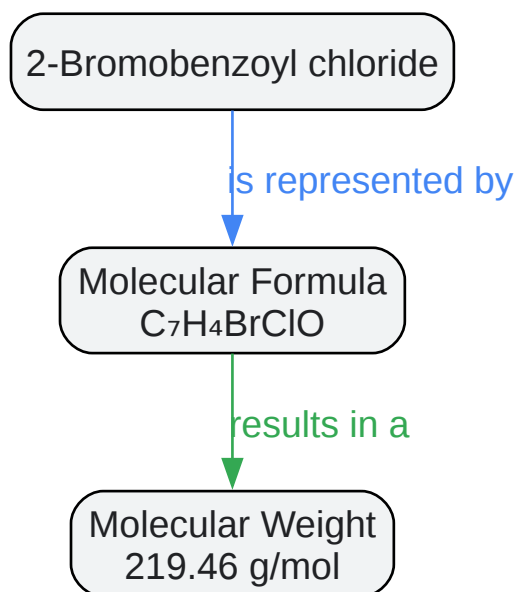 2-Bromobenzoyl chloride
is represented by
Molecular Formula
C₇H₄BrClO
results in a
Molecular Weight
219.46 g/mol